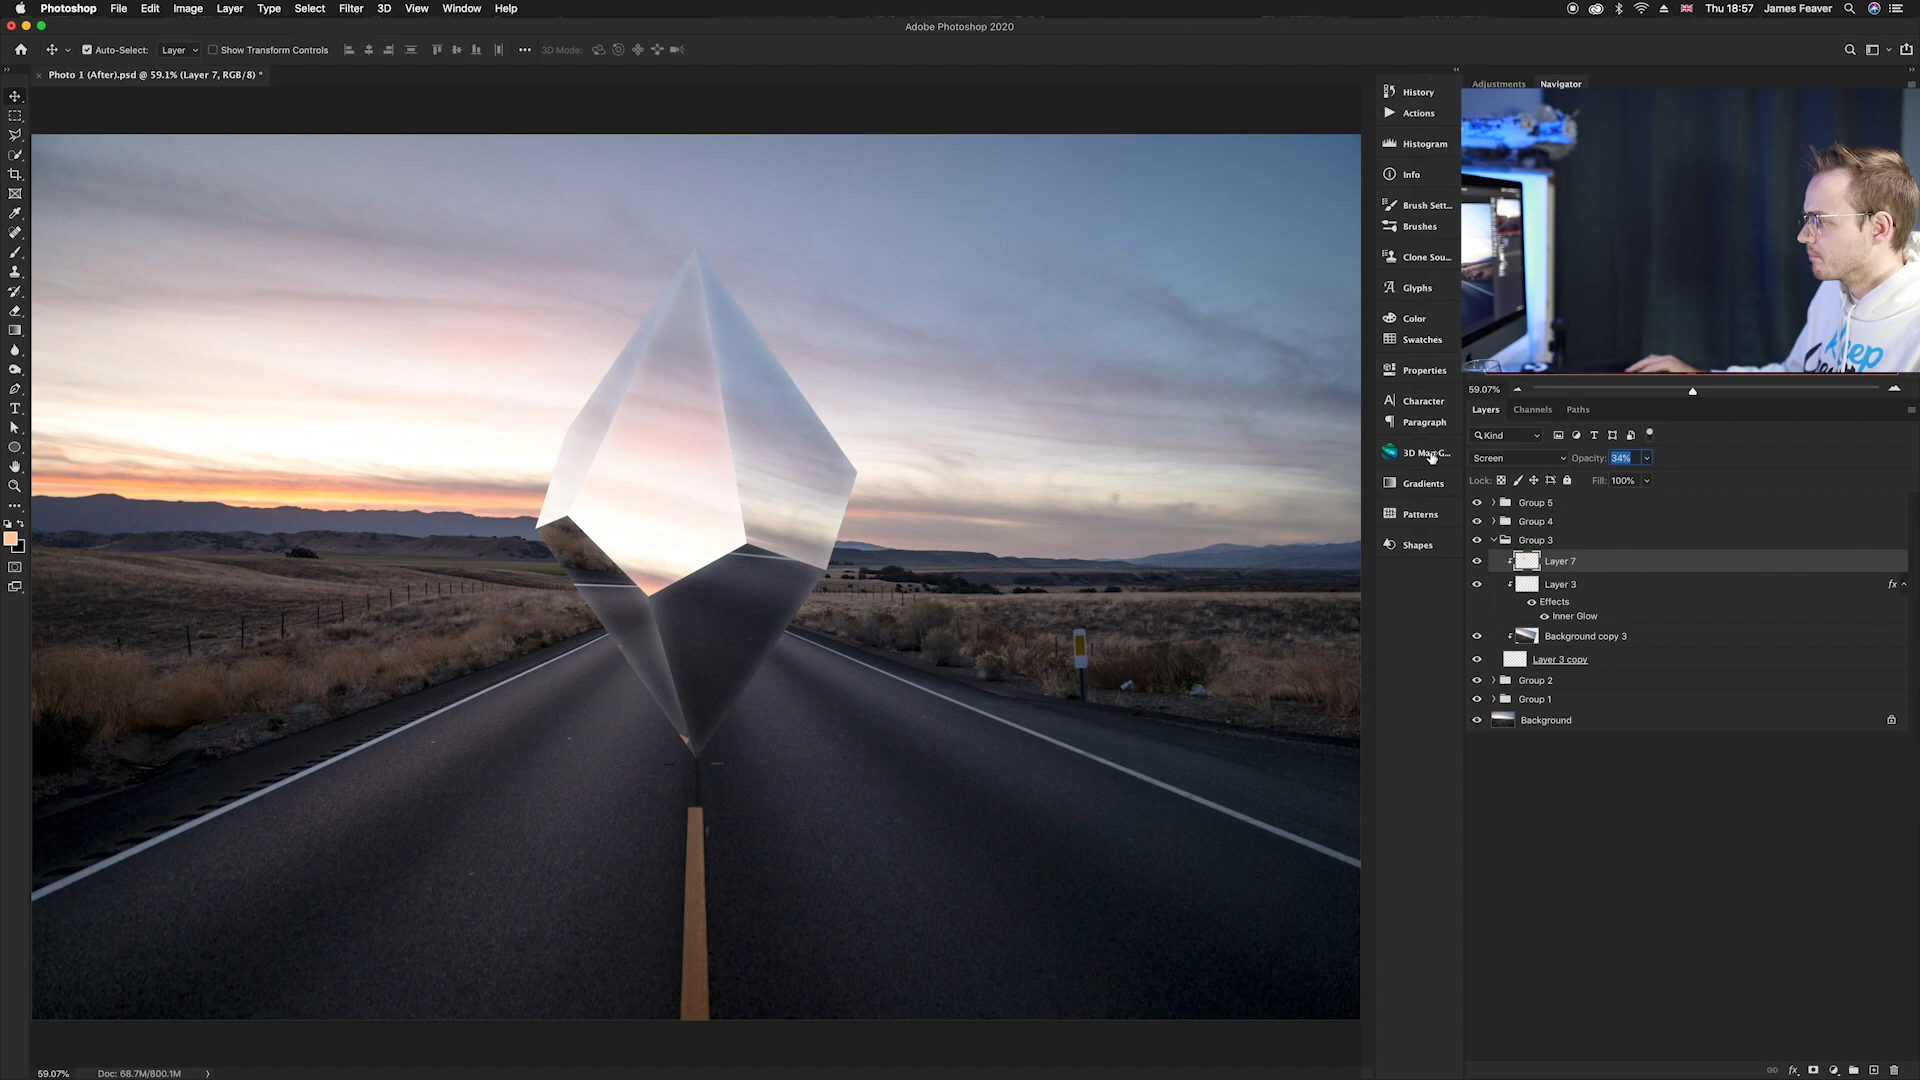 Photoshop File Edit Image Layer Type Select Filter 3D View Window Help Thu 18:57 James Feaver
Adobe Photoshop 2020
Auto-Select: Layer Show Transform Controls 3D Mode:
Photo 1 (After).psd @ 59.1% (Layer 7, RGB/8) *
History
Actions
Histogram
Info
Brush Sett...
Brushes
Clone Sou...
Glyphs
Color
Swatches
Properties
Character
Paragraph
Gradients
Patterns
Shapes
Adjustments Navigator
59.07%
Layers Channels Paths
Kind
Screen Opacity: 34%
Lock: Fill: 100%
Group 5
Group 4
Group 3
Layer 7
Layer 3 fx
Effects
Inner Glow
Background copy 3
Layer 3 copy
Group 2
Group 1
Background
59.07% Doc: 68.7M/800.1M
fx